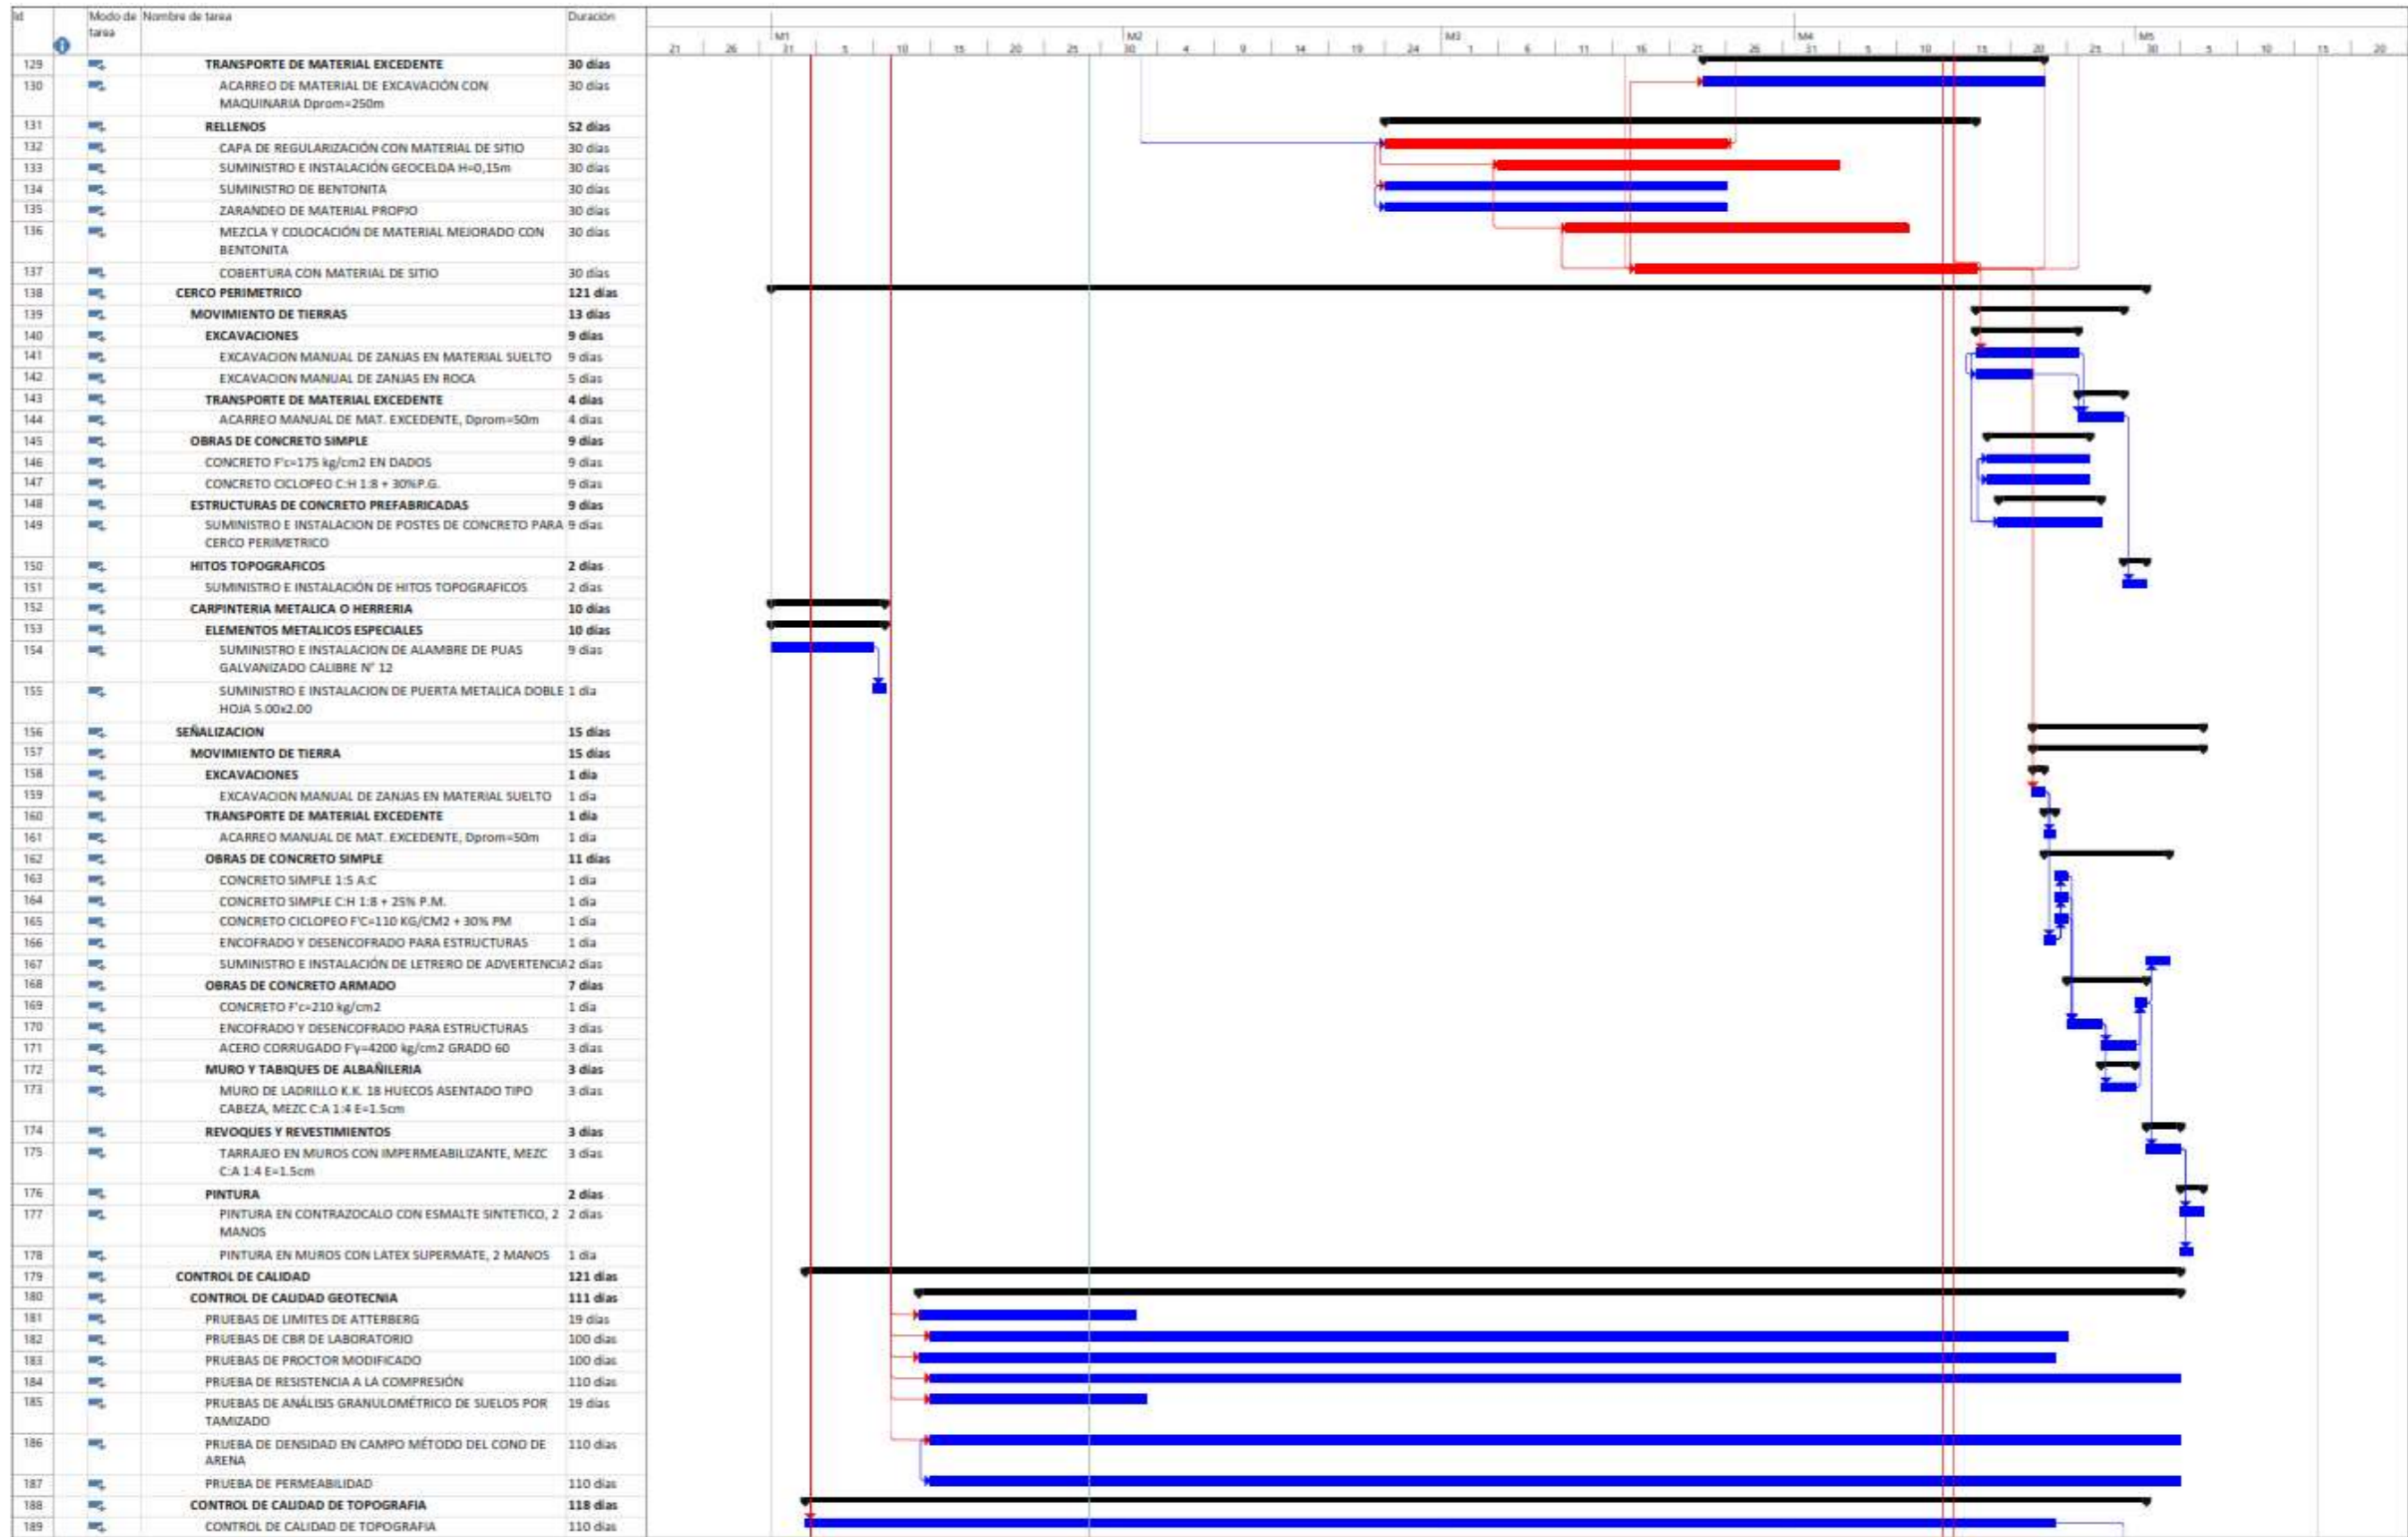 Id Modo de Nombre de tarea Duración
tarea
M1 M2 M3 M4 M5
21 26 31 5 10 15 20 25 30 4 9 14 19 24 1 6 11 16 21 26 31 5 10 15 20 25 30 5 10 15 20
129 TRANSPORTE DE MATERIAL EXCEDENTE 30 días
130 ACARREO DE MATERIAL DE EXCAVACIÓN CON 30 días
MAQUINARIA Dprom=250m
131 RELLENOS 52 días
132 CAPA DE REGULARIZACIÓN CON MATERIAL DE SITIO 30 días
133 SUMINISTRO E INSTALACIÓN GEOCELDA H=0,15m 30 días
134 SUMINISTRO DE BENTONITA 30 días
135 ZARANDEO DE MATERIAL PROPIO 30 días
136 MEZCLA Y COLOCACIÓN DE MATERIAL MEJORADO CON 30 días
BENTONITA
137 COBERTURA CON MATERIAL DE SITIO 30 días
138 CERCO PERIMETRICO 121 días
139 MOVIMIENTO DE TIERRAS 13 días
140 EXCAVACIONES 9 días
141 EXCAVACION MANUAL DE ZANJAS EN MATERIAL SUELTO 9 días
142 EXCAVACION MANUAL DE ZANJAS EN ROCA 5 días
143 TRANSPORTE DE MATERIAL EXCEDENTE 4 días
144 ACARREO MANUAL DE MAT. EXCEDENTE, Dprom=50m 4 días
145 OBRAS DE CONCRETO SIMPLE 9 días
146 CONCRETO F'c=175 kg/cm2 EN DADOS 9 días
147 CONCRETO CICLOPEO C:H 1:8 + 30%P.G. 9 días
148 ESTRUCTURAS DE CONCRETO PREFABRICADAS 9 días
149 SUMINISTRO E INSTALACION DE POSTES DE CONCRETO PARA 9 días
CERCO PERIMETRICO
150 HITOS TOPOGRAFICOS 2 días
151 SUMINISTRO E INSTALACIÓN DE HITOS TOPOGRAFICOS 2 días
152 CARPINTERIA METALICA O HERRERIA 10 días
153 ELEMENTOS METALICOS ESPECIALES 10 días
154 SUMINISTRO E INSTALACION DE ALAMBRE DE PUAS 9 días
GALVANIZADO CALIBRE N° 12
155 SUMINISTRO E INSTALACION DE PUERTA METALICA DOBLE 1 día
HOJA 5.00x2.00
156 SEÑALIZACION 15 días
157 MOVIMIENTO DE TIERRA 15 días
158 EXCAVACIONES 1 día
159 EXCAVACION MANUAL DE ZANJAS EN MATERIAL SUELTO 1 día
160 TRANSPORTE DE MATERIAL EXCEDENTE 1 día
161 ACARREO MANUAL DE MAT. EXCEDENTE, Dprom=50m 1 día
162 OBRAS DE CONCRETO SIMPLE 11 días
163 CONCRETO SIMPLE 1:5 A:C 1 día
164 CONCRETO SIMPLE C:H 1:8 + 25% P.M. 1 día
165 CONCRETO CICLOPEO F'C=110 KG/CM2 + 30% PM 1 día
166 ENCOFRADO Y DESENCOFRADO PARA ESTRUCTURAS 1 día
167 SUMINISTRO E INSTALACIÓN DE LETRERO DE ADVERTENCIA 2 días
168 OBRAS DE CONCRETO ARMADO 7 días
169 CONCRETO F'c=210 kg/cm2 1 día
170 ENCOFRADO Y DESENCOFRADO PARA ESTRUCTURAS 3 días
171 ACERO CORRUGADO F'y=4200 kg/cm2 GRADO 60 3 días
172 MURO Y TABIQUES DE ALBAÑILERIA 3 días
173 MURO DE LADRILLO K.K. 18 HUECOS ASENTADO TIPO 3 días
CABEZA, MEZC C:A 1:4 E=1.5cm
174 REVOQUES Y REVESTIMIENTOS 3 días
175 TARRAJEO EN MUROS CON IMPERMEABILIZANTE, MEZC 3 días
C:A 1:4 E=1.5cm
176 PINTURA 2 días
177 PINTURA EN CONTRAZOCALO CON ESMALTE SINTETICO, 2 2 días
MANOS
178 PINTURA EN MUROS CON LATEX SUPERMATE, 2 MANOS 1 día
179 CONTROL DE CALIDAD 121 días
180 CONTROL DE CALIDAD GEOTECNIA 111 días
181 PRUEBAS DE LIMITES DE ATTERBERG 19 días
182 PRUEBAS DE CBR DE LABORATORIO 100 días
183 PRUEBAS DE PROCTOR MODIFICADO 100 días
184 PRUEBA DE RESISTENCIA A LA COMPRESIÓN 110 días
185 PRUEBAS DE ANÁLISIS GRANULOMÉTRICO DE SUELOS POR 19 días
TAMIZADO
186 PRUEBA DE DENSIDAD EN CAMPO MÉTODO DEL COND DE 110 días
ARENA
187 PRUEBA DE PERMEABILIDAD 110 días
188 CONTROL DE CALIDAD DE TOPOGRAFIA 118 días
189 CONTROL DE CALIDAD DE TOPOGRAFIA 110 días